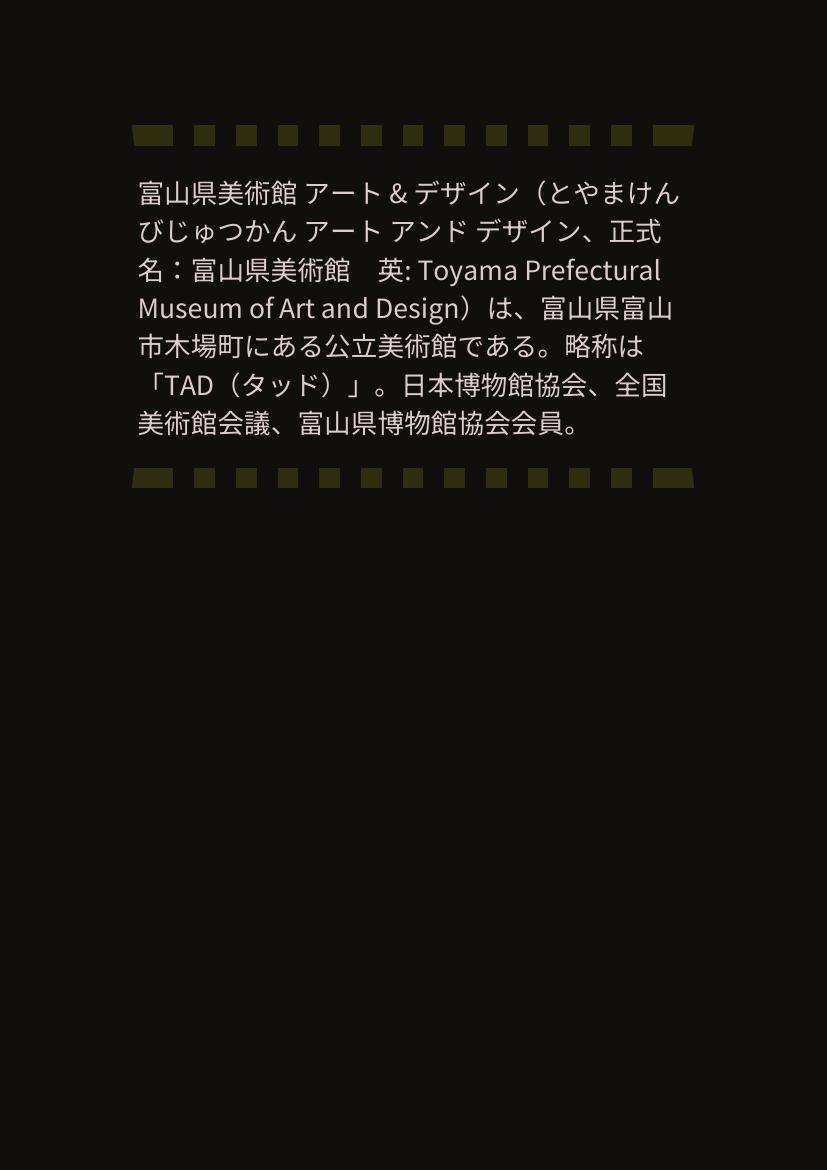 富山県美術館 アート & デザイン（とやまけん
びじゅつかん アート アンド デザイン、正式
名：富山県美術館　英: Toyama Prefectural
Museum of Art and Design）は、富山県富山
市木場町にある公立美術館である。略称は
「TAD（タッド）」。日本博物館協会、全国
美術館会議、富山県博物館協会会員。